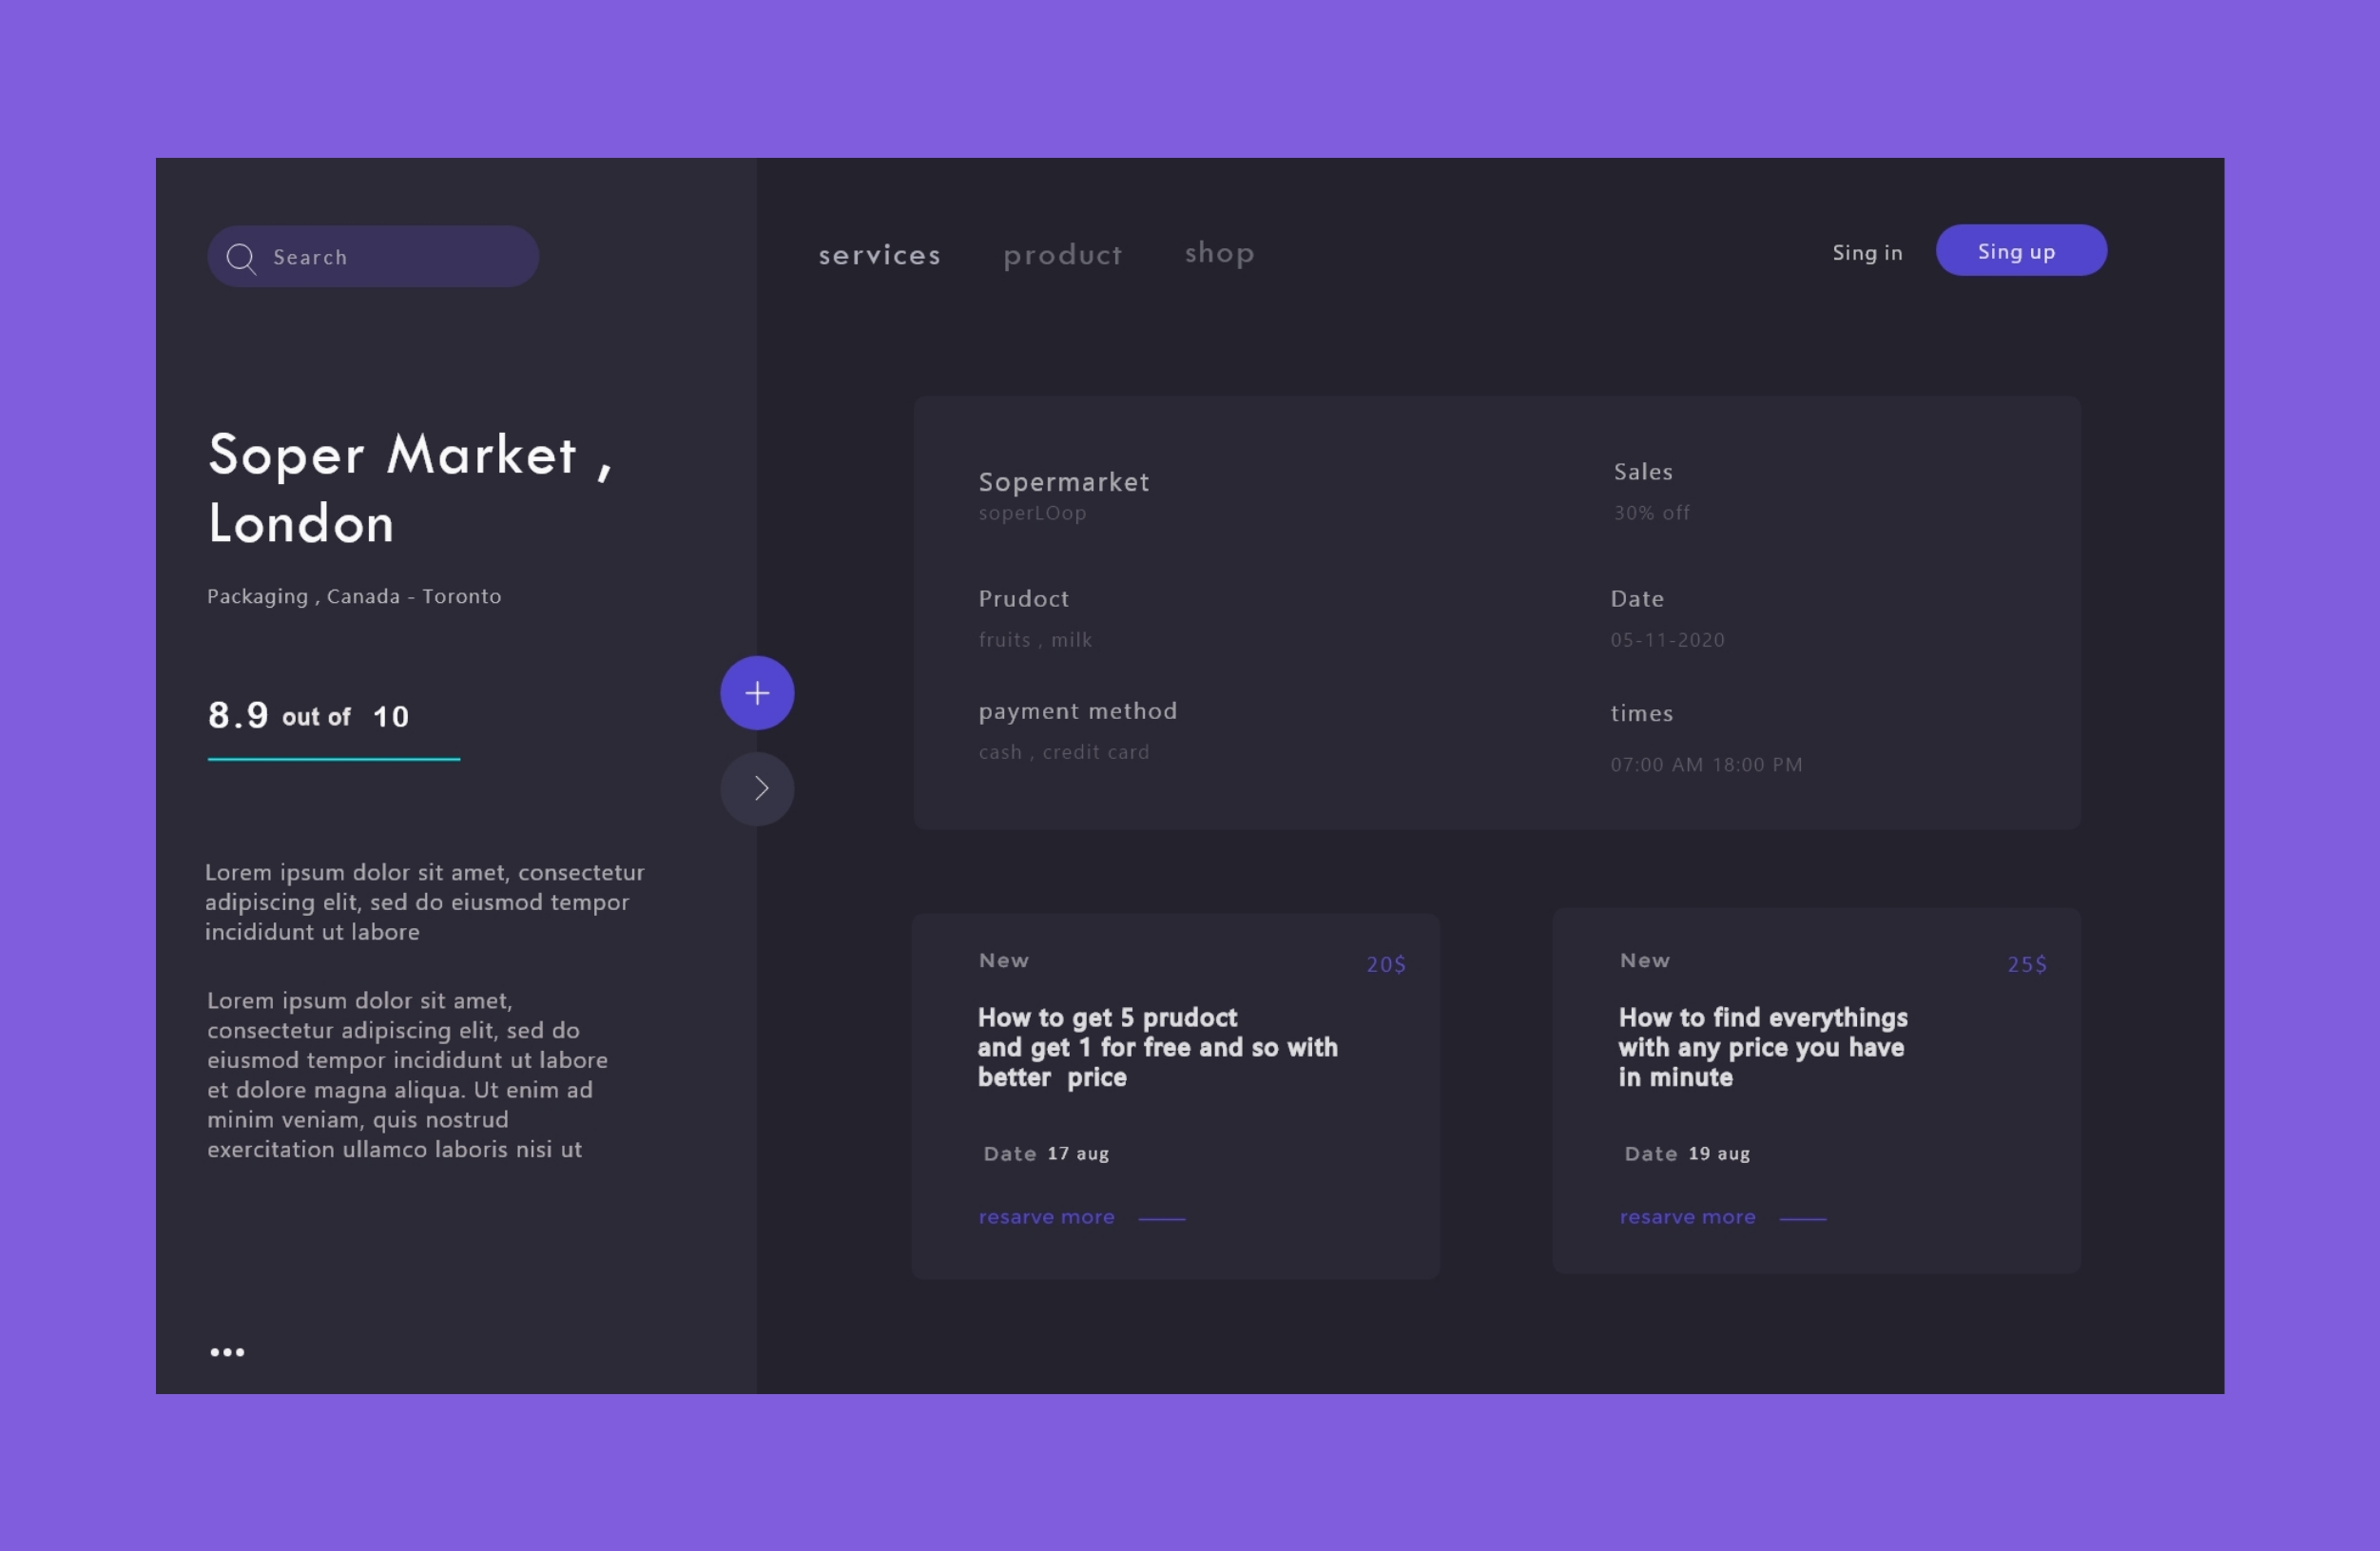 Search
services
product
shop
Sing in
Sing up
Soper Market ,
London
Packaging , Canada - Toronto
8.9 out of 10
Lorem ipsum dolor sit amet, consectetur
adipiscing elit, sed do eiusmod tempor
incididunt ut labore
Lorem ipsum dolor sit amet,
consectetur adipiscing elit, sed do
eiusmod tempor incididunt ut labore
et dolore magna aliqua. Ut enim ad
minim veniam, quis nostrud
exercitation ullamco laboris nisi ut
Sopermarket
soperLOop
Sales
30% off
Prudoct
fruits , milk
Date
05-11-2020
payment method
cash , credit card
times
07:00 AM 18:00 PM
New
20$
How to get 5 prudoct
and get 1 for free and so with
better price
Date 17 aug
resarve more
New
25$
How to find everythings
with any price you have
in minute
Date 19 aug
resarve more